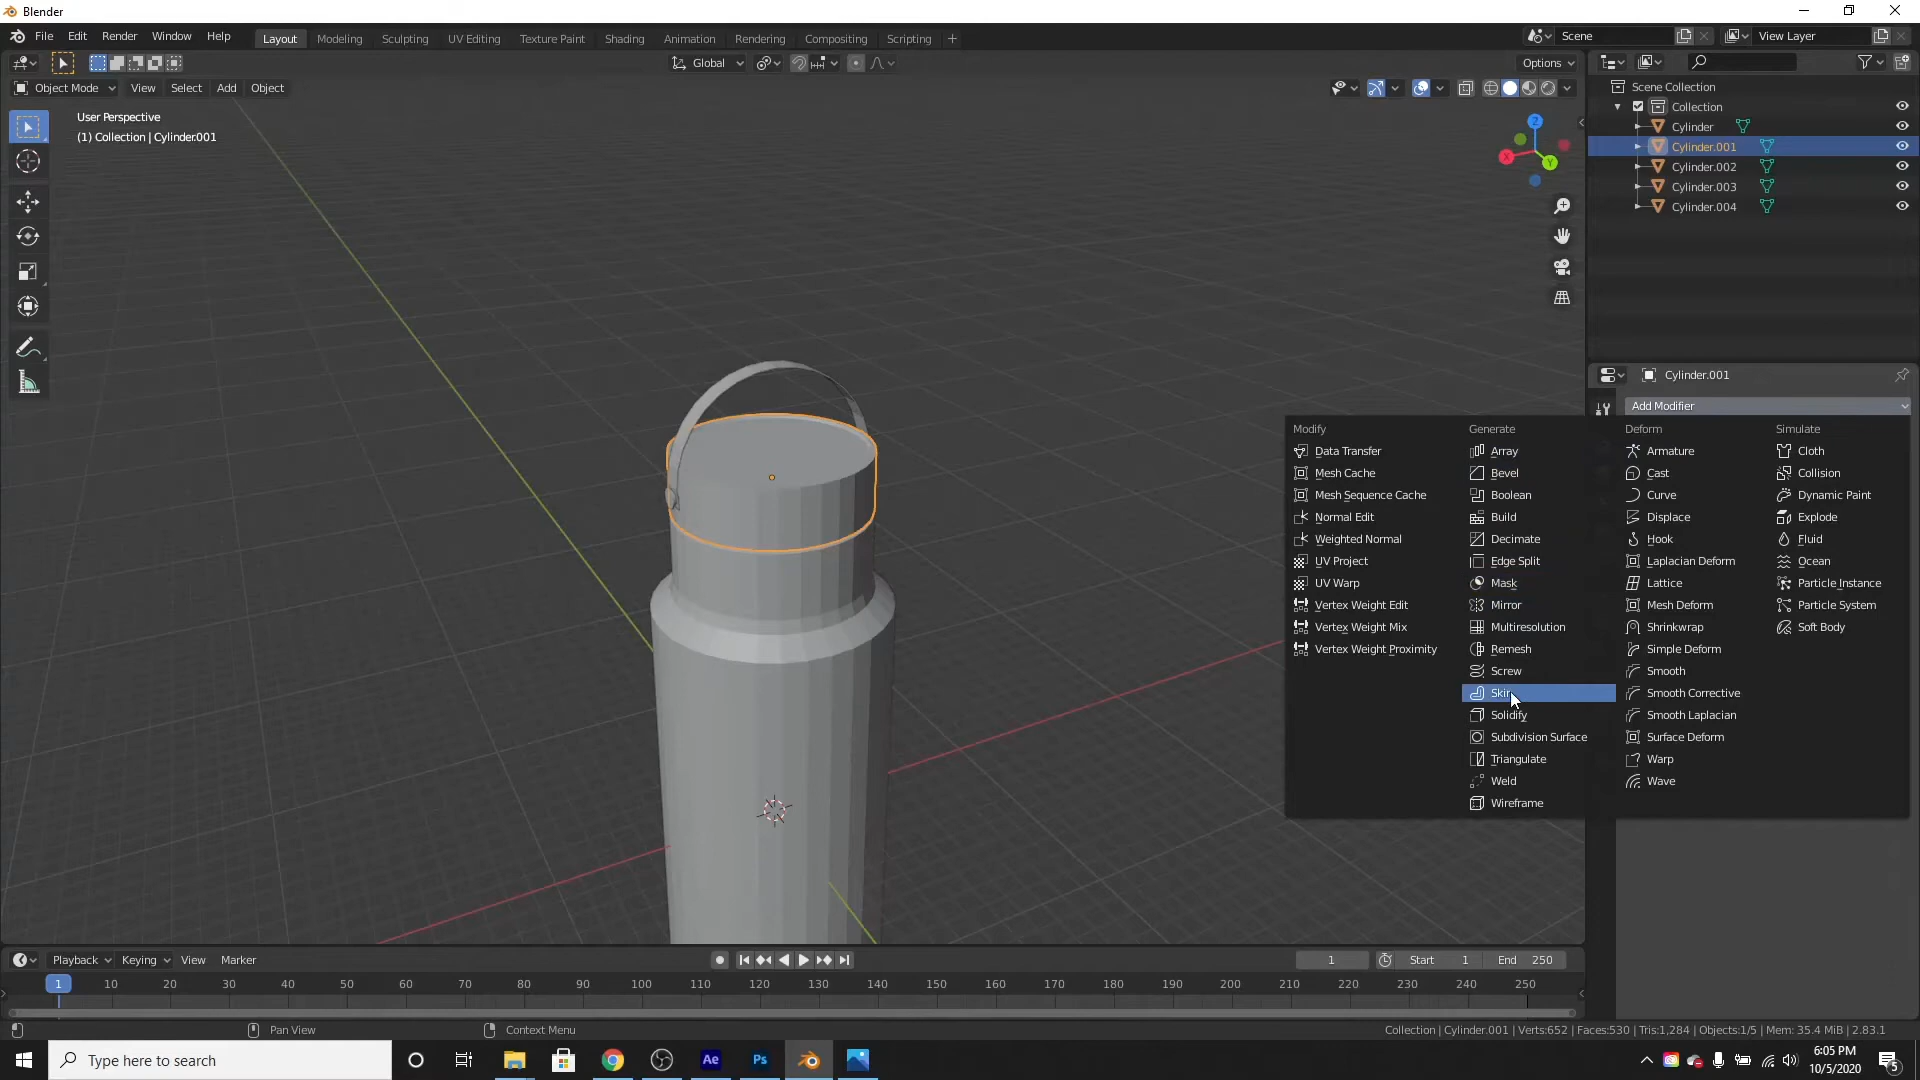 Blender
File Edit Render Window Help
Layout Modeling Sculpting UV Editing Texture Paint Shading Animation Rendering Compositing Scripting +
Scene
View Layer
Global
Options
Object Mode View Select Add Object
User Perspective
(1) Collection | Cylinder.001
Z
X
Y
Scene Collection
Collection
Cylinder
Cylinder.001
Cylinder.002
Cylinder.003
Cylinder.004
Cylinder.001
Add Modifier
Modify
Data Transfer
Mesh Cache
Mesh Sequence Cache
Normal Edit
Weighted Normal
UV Project
UV Warp
Vertex Weight Edit
Vertex Weight Mix
Vertex Weight Proximity
Generate
Array
Bevel
Boolean
Build
Decimate
Edge Split
Mask
Mirror
Multiresolution
Remesh
Screw
Skin
Solidify
Subdivision Surface
Triangulate
Weld
Wireframe
Deform
Armature
Cast
Curve
Displace
Hook
Laplacian Deform
Lattice
Mesh Deform
Shrinkwrap
Simple Deform
Smooth
Smooth Corrective
Smooth Laplacian
Surface Deform
Warp
Wave
Simulate
Cloth
Collision
Dynamic Paint
Explode
Fluid
Ocean
Particle Instance
Particle System
Soft Body
Playback Keying View Marker
1 Start 1 End 250
1 10 20 30 40 50 60 70 80 90 100 110 120 130 140 150 160 170 180 190 200 210 220 230 240 250
Pan View
Context Menu
Collection | Cylinder.001 | Verts:652 | Faces:530 | Tris:1,284 | Objects:1/5 | Mem: 35.4 MiB | 2.83.1
Type here to search
Ae
Ps
6:05 PM
10/5/2020
5